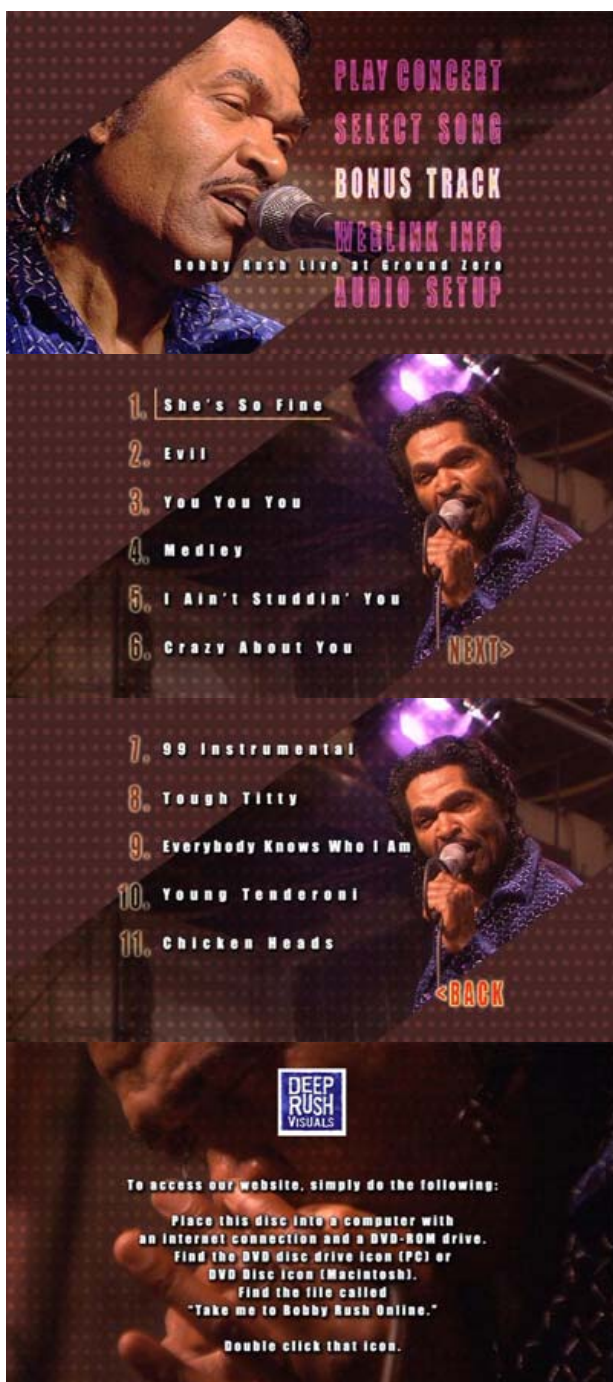 PLAY CONCERT
SELECT SONG
BONUS TRACK
WEBLINK INFO
Bobby Rush Live at Ground Zero
AUDIO SETUP
1. She's So Fine
2. Evil
3. You You You
4. Medley
5. I Ain't Studdin' You
6. Crazy About You
NEXT>
7. 99 Instrumental
8. Tough Titty
9. Everybody Knows Who I Am
10. Young Tenderoni
11. Chicken Heads
<BACK
DEEP
RUSH
VISUALS
To access our website, simply do the following:
Place this disc into a computer with
an internet connection and a DVD-ROM drive.
Find the DVD disc drive icon (PC) or
DVD Disc icon (Macintosh).
Find the file called
"Take me to Bobby Rush Online."
Double click that icon.